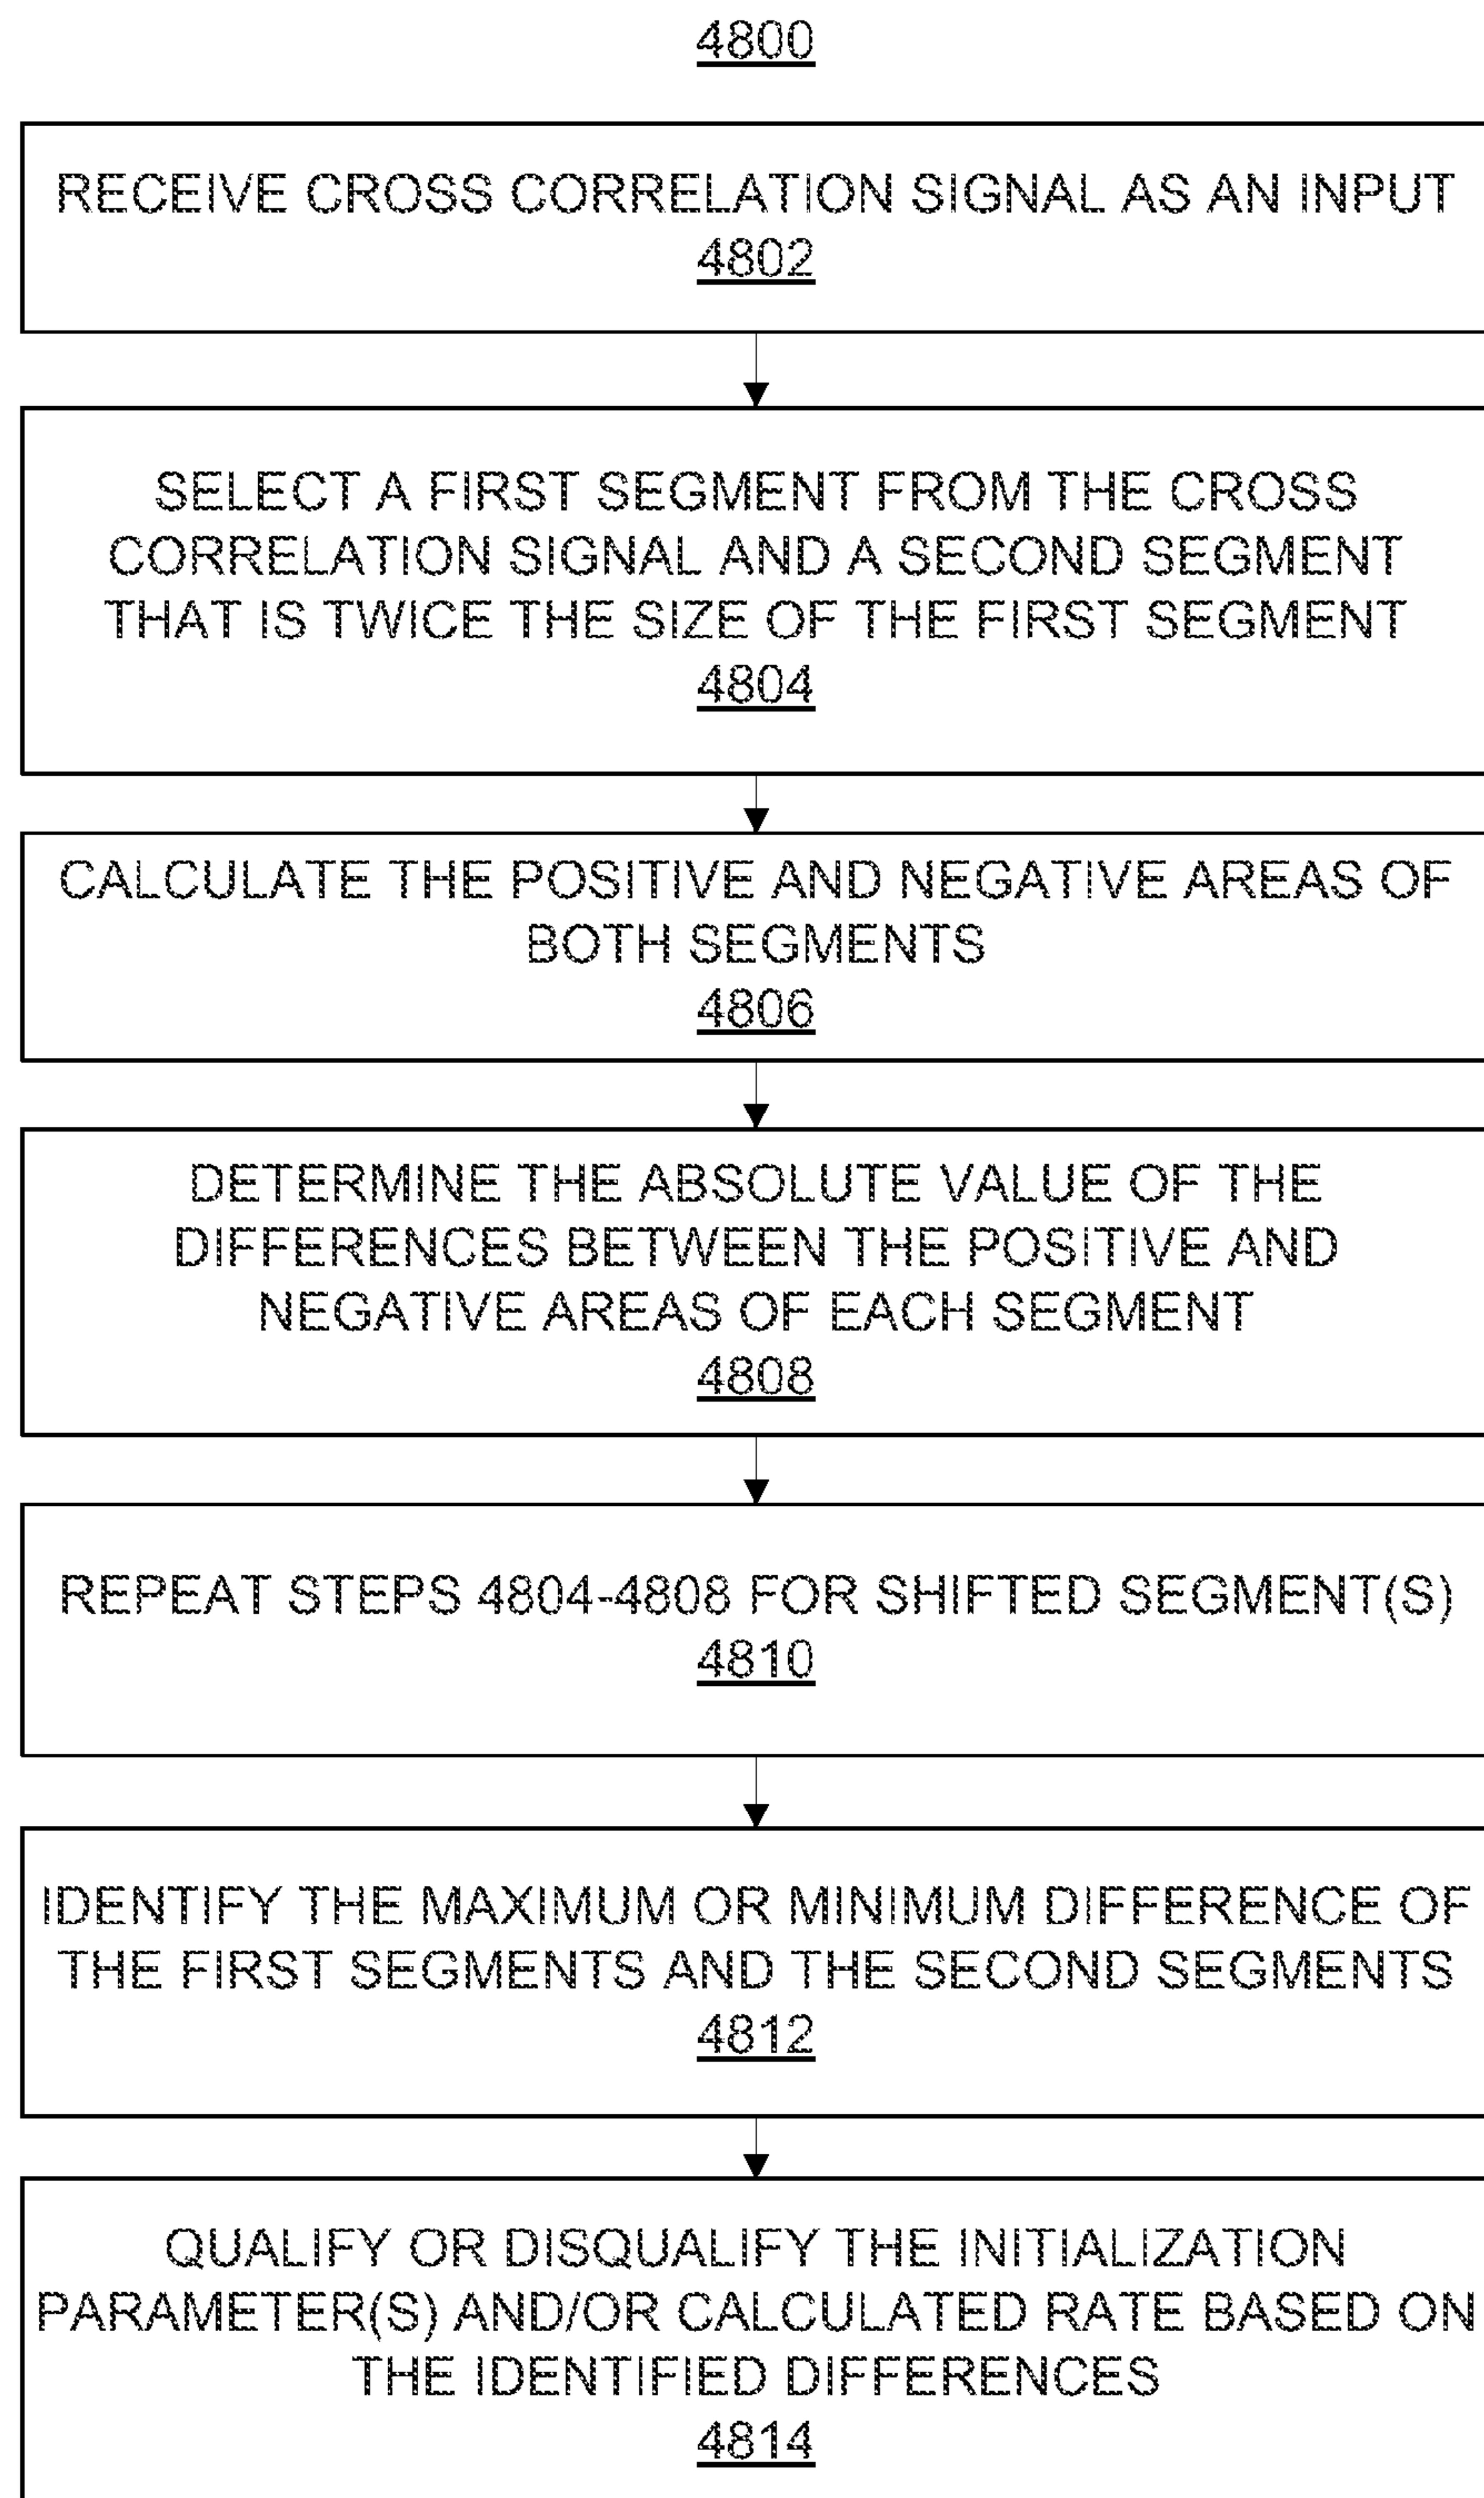 4800
RECEIVE CROSS CORRELATION SIGNAL AS AN INPUT
4802
SELECT A FIRST SEGMENT FROM THE CROSS
CORRELATION SIGNAL AND A SECOND SEGMENT
THAT IS TWICE THE SIZE OF THE FIRST SEGMENT
4804
CALCULATE THE POSITIVE AND NEGATIVE AREAS OF
BOTH SEGMENTS
4806
DETERMINE THE ABSOLUTE VALUE OF THE
DIFFERENCES BETWEEN THE POSITIVE AND
NEGATIVE AREAS OF EACH SEGMENT
4808
REPEAT STEPS 4804-4808 FOR SHIFTED SEGMENT(S)
4810
IDENTIFY THE MAXIMUM OR MINIMUM DIFFERENCE OF
THE FIRST SEGMENTS AND THE SECOND SEGMENTS
4812
QUALIFY OR DISQUALIFY THE INITIALIZATION
PARAMETER(S) AND/OR CALCULATED RATE BASED ON
THE IDENTIFIED DIFFERENCES
4814